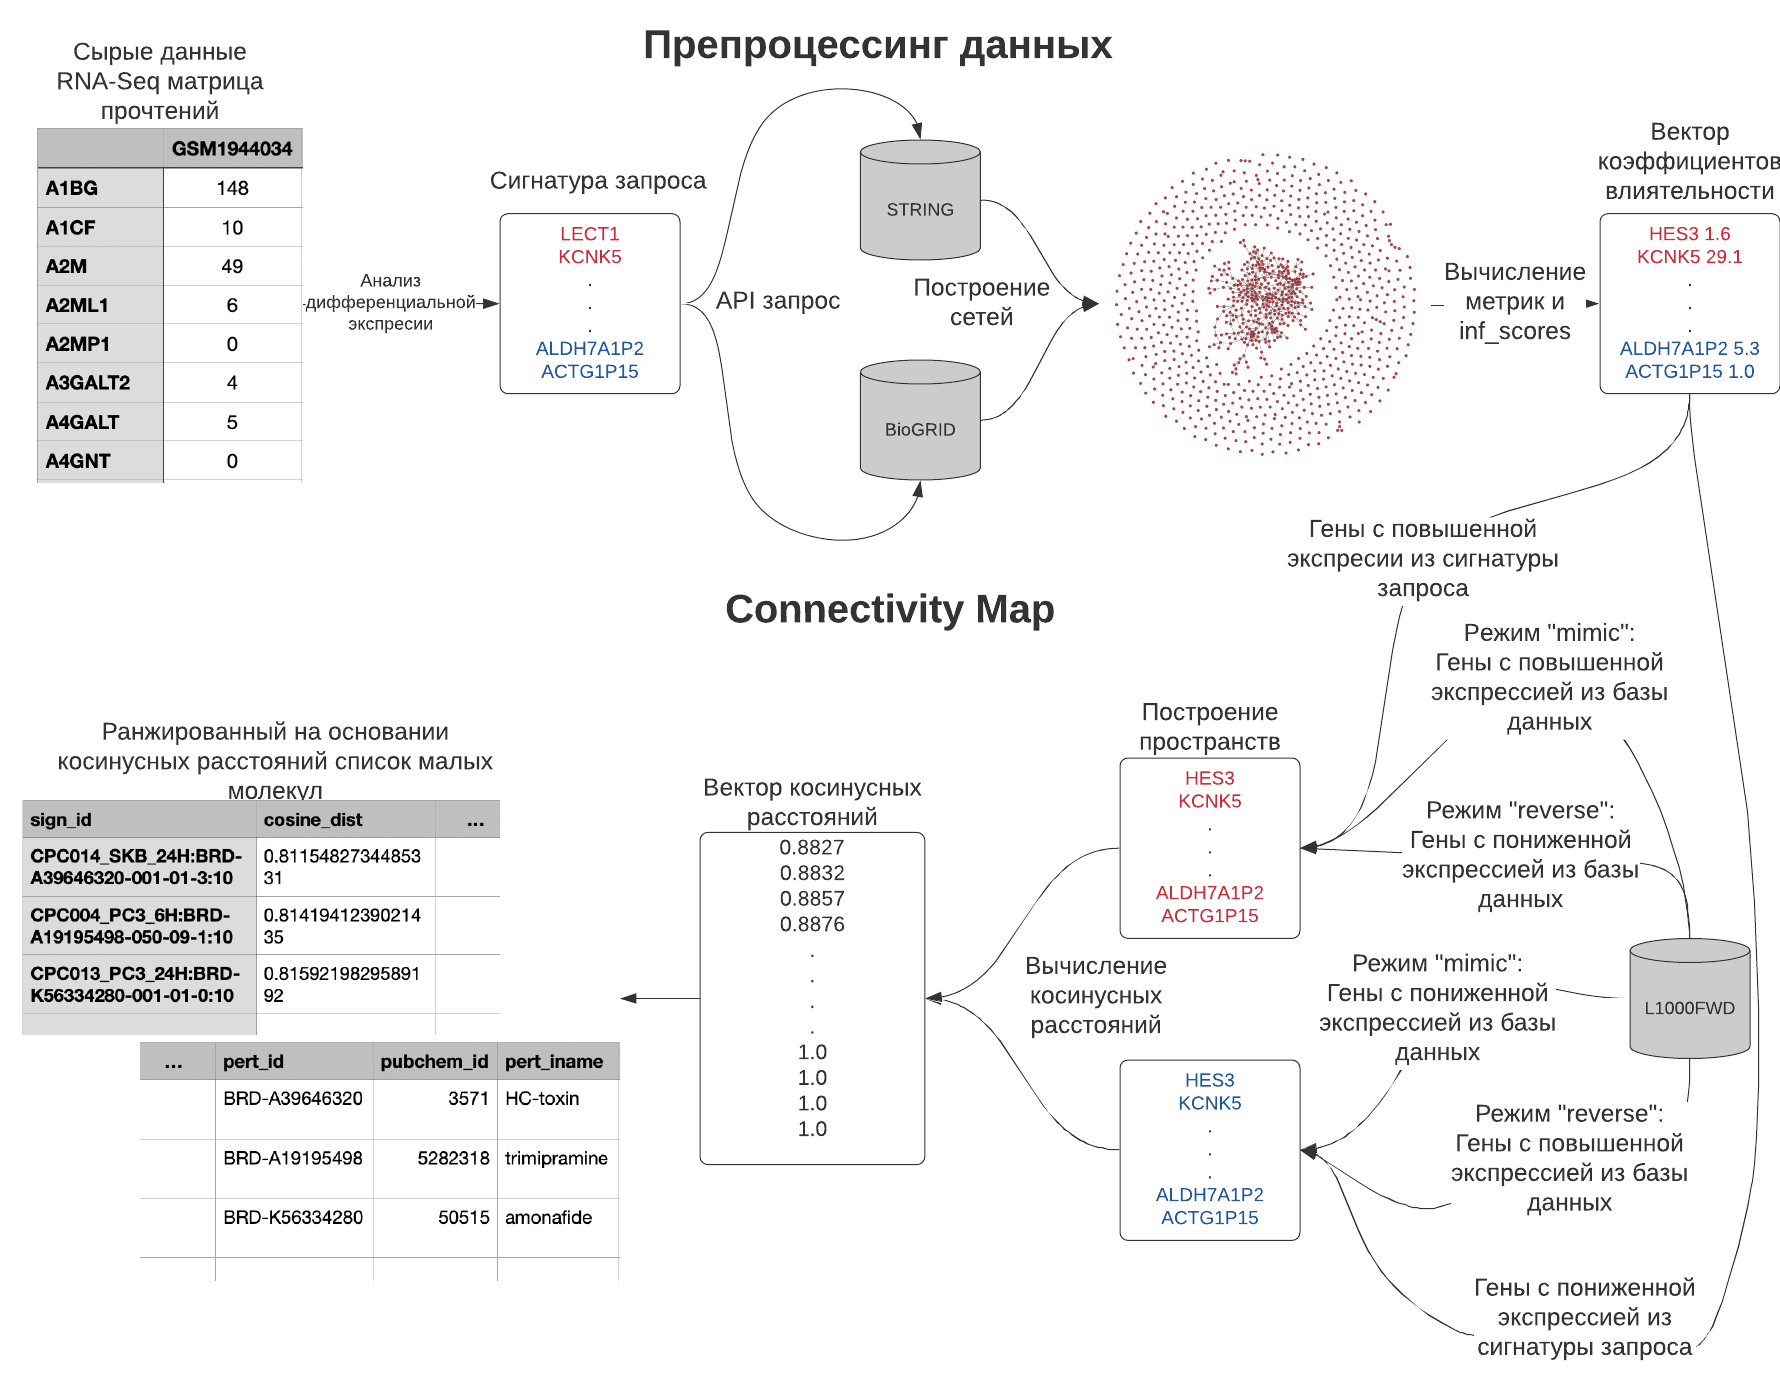 Препроцессинг данных
Сырые данные
RNA-Seq матрица
прочтений
GSM1944034
A1BG 148
A1CF 10
A2M 49
A2ML1 6
A2MP1 0
A3GALT2 4
A4GALT 5
A4GNT 0
Анализ
дифференциальной
экспресии
Сигнатура запроса
LECT1
KCNK5
.
.
.
ALDH7A1P2
ACTG1P15
API запрос
STRING
BioGRID
Построение
сетей
Вычисление
метрик и
inf_scores
Вектор
коэффициентов
влиятельности
HES3 1.6
KCNK5 29.1
.
.
.
ALDH7A1P2 5.3
ACTG1P15 1.0
Connectivity Map
Гены с повышенной
экспресии из сигнатуры
запроса
Режим "mimic":
Гены с повышенной
экспрессией из базы
данных
Режим "reverse":
Гены с пониженной
экспрессией из базы
данных
Режим "mimic":
Гены с пониженной
экспрессией из базы
данных
L1000FWD
Режим "reverse":
Гены с повышенной
экспрессией из базы
данных
Гены с пониженной
экспрессией из
сигнатуры запроса
Построение
пространств
HES3
KCNK5
.
.
.
ALDH7A1P2
ACTG1P15
Вычисление
косинусных
расстояний
HES3
KCNK5
.
.
.
ALDH7A1P2
ACTG1P15
Вектор косинусных
расстояний
0.8827
0.8832
0.8857
0.8876
.
.
.
.
1.0
1.0
1.0
1.0
Ранжированный на основании
косинусных расстояний список малых
молекул
sign_id cosine_dist ...
CPC014_SKB_24H:BRD- 0.81154827344853
A39646320-001-01-3:10 31
CPC004_PC3_6H:BRD- 0.81419412390214
A19195498-050-09-1:10 35
CPC013_PC3_24H:BRD- 0.81592198295891
K56334280-001-01-0:10 92
... pert_id pubchem_id pert_iname
BRD-A39646320 3571 HC-toxin
BRD-A19195498 5282318 trimipramine
BRD-K56334280 50515 amonafide